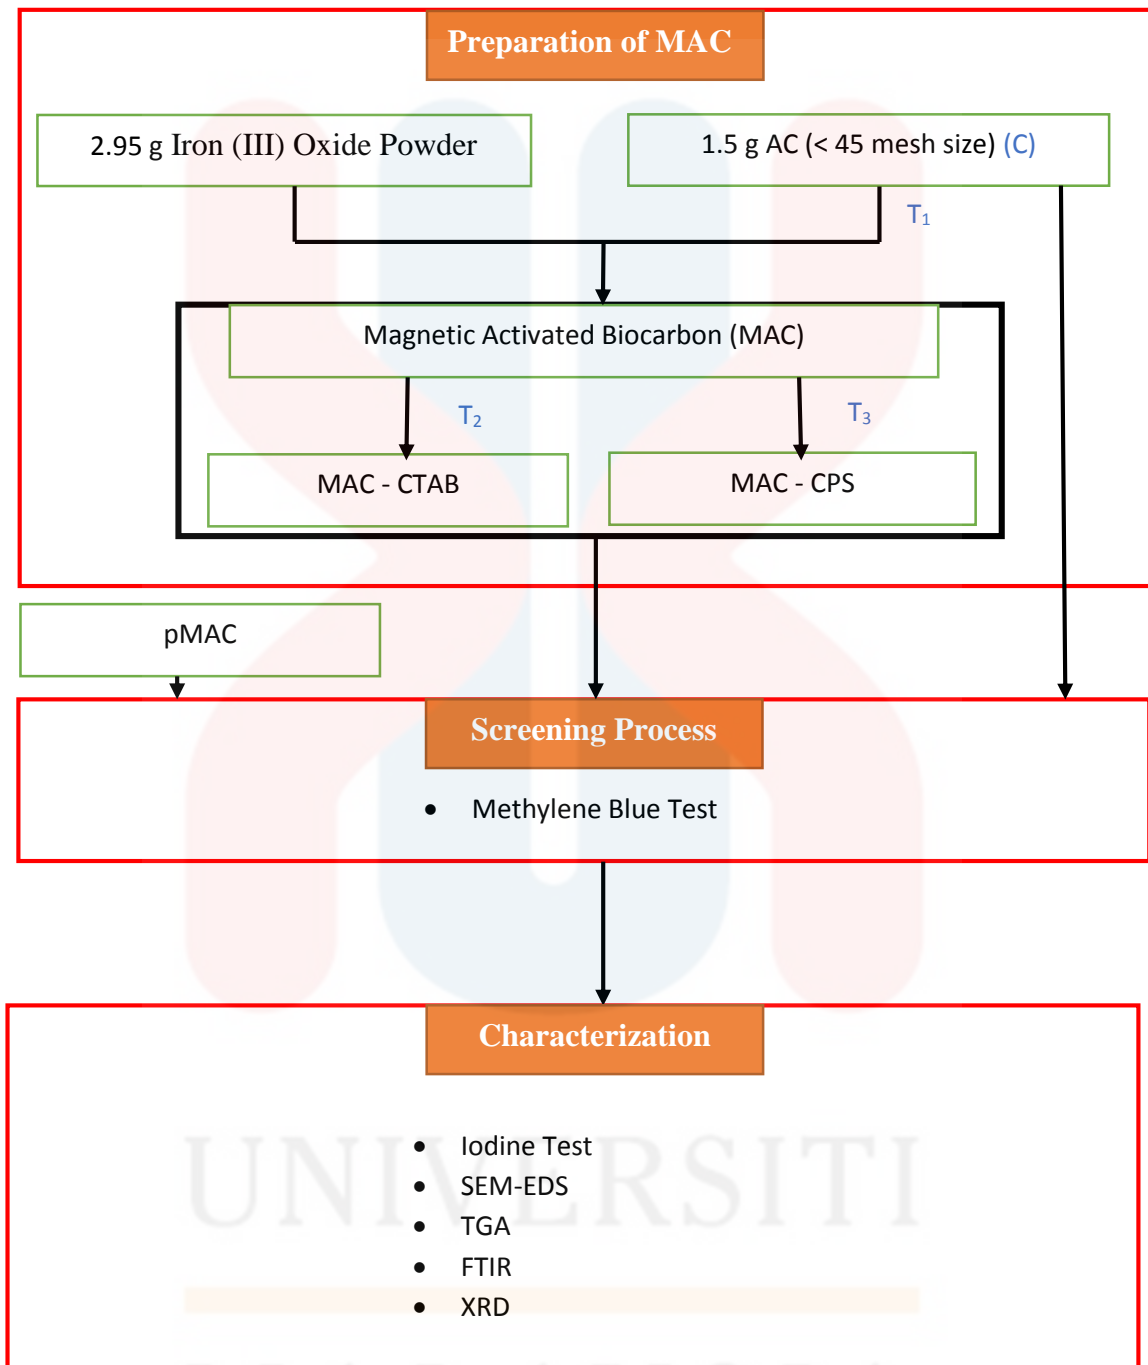 Preparation of MAC
2.95 g Iron (III) Oxide Powder
1.5 g AC (< 45 mesh size) (C)
T₁
Magnetic Activated Biocarbon (MAC)
T₂
T₃
MAC - CTAB
MAC - CPS
pMAC
Screening Process
• Methylene Blue Test
Characterization
UNIVERSITI
• Iodine Test
• SEM-EDS
• TGA
• FTIR
• XRD